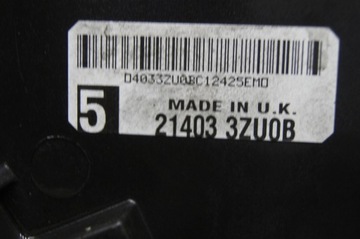 D4033ZU0BC12425EMD
5
MADE IN U.K.
21403 3ZU0B